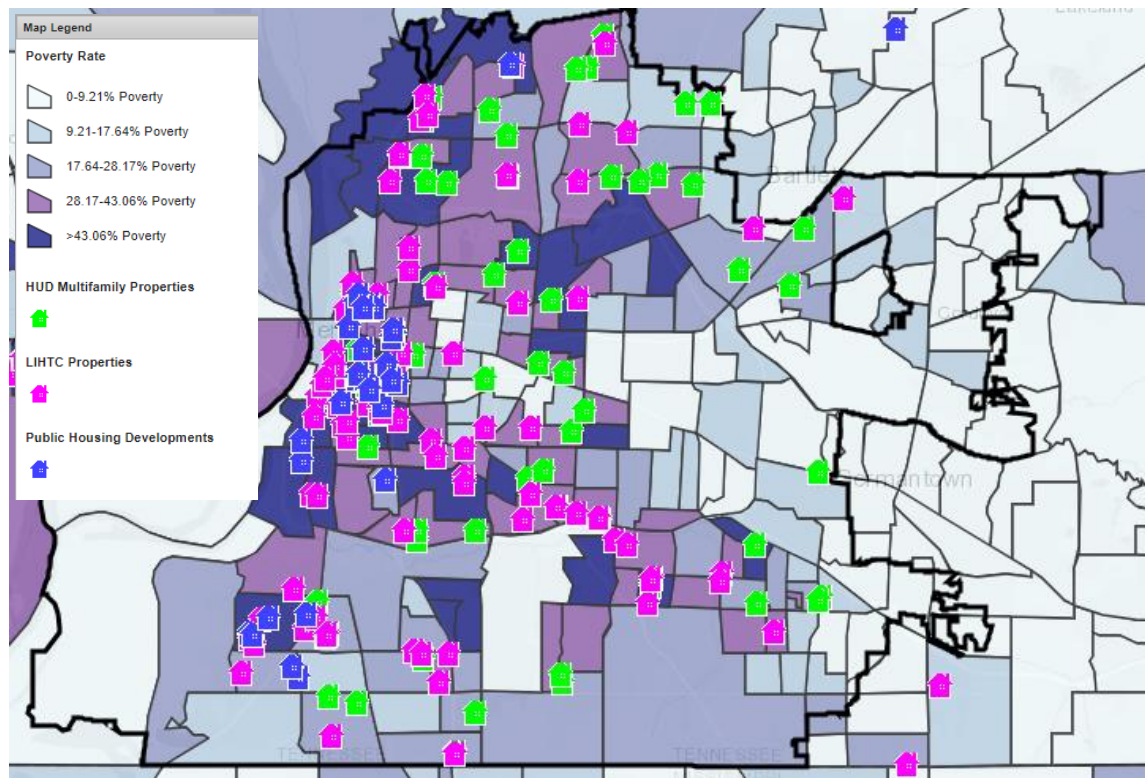 Map Legend
Poverty Rate
0-9.21% Poverty
9.21-17.64% Poverty
17.64-28.17% Poverty
28.17-43.06% Poverty
>43.06% Poverty
HUD Multifamily Properties
LIHTC Properties
Public Housing Developments
Lakeland
Germantown
TENNESSEE
TENNESSEE